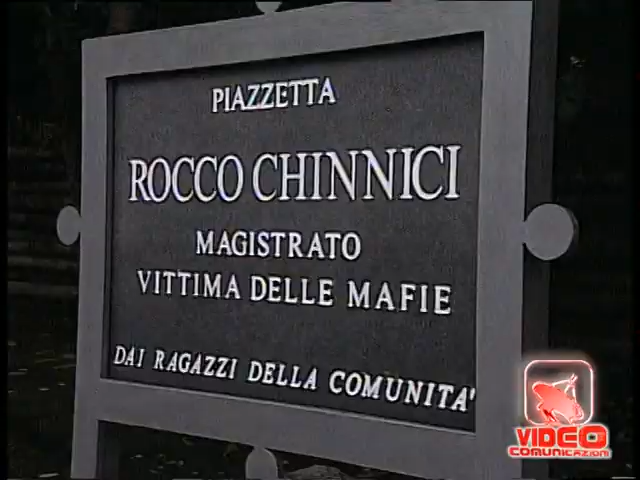 PIAZZETTA
ROCCO CHINNICI
MAGISTRATO
VITTIMA DELLE MAFIE
DAI RAGAZZI DELLA COMUNITA'
VIDEO
COMUNICAZIONI